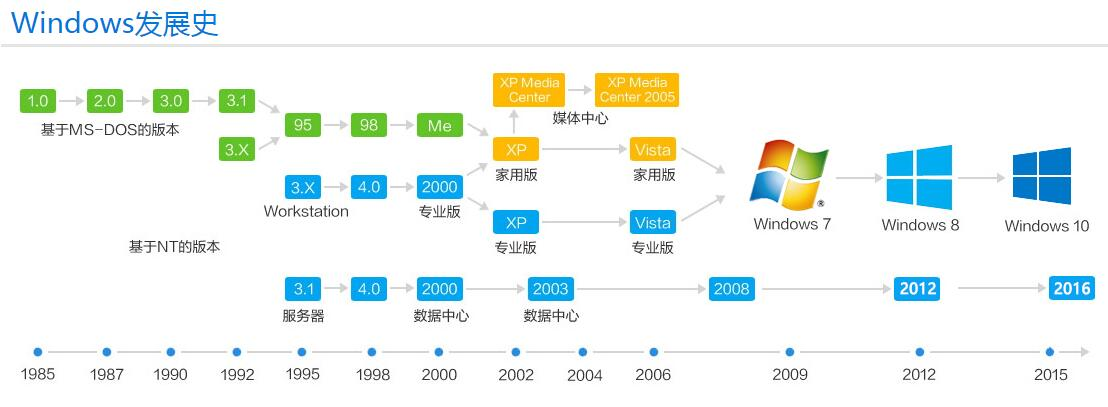 Windows发展史
1.0
2.0
3.0
3.1
基于MS-DOS的版本
3.X
95
98
Me
XP Media
Center
XP Media
Center 2005
媒体中心
XP
家用版
Vista
家用版
3.X
Workstation
4.0
2000
专业版
XP
专业版
Vista
专业版
Windows 7
Windows 8
Windows 10
®
基于NT的版本
3.1
服务器
4.0
2000
数据中心
2003
数据中心
2008
2012
2016
1985
1987
1990
1992
1995
1998
2000
2002
2004
2006
2009
2012
2015